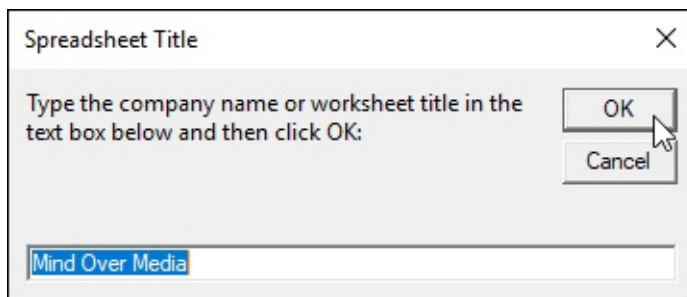 Spreadsheet Title
Type the company name or worksheet title in the
text box below and then click OK:
OK
Cancel
Mind Over Media